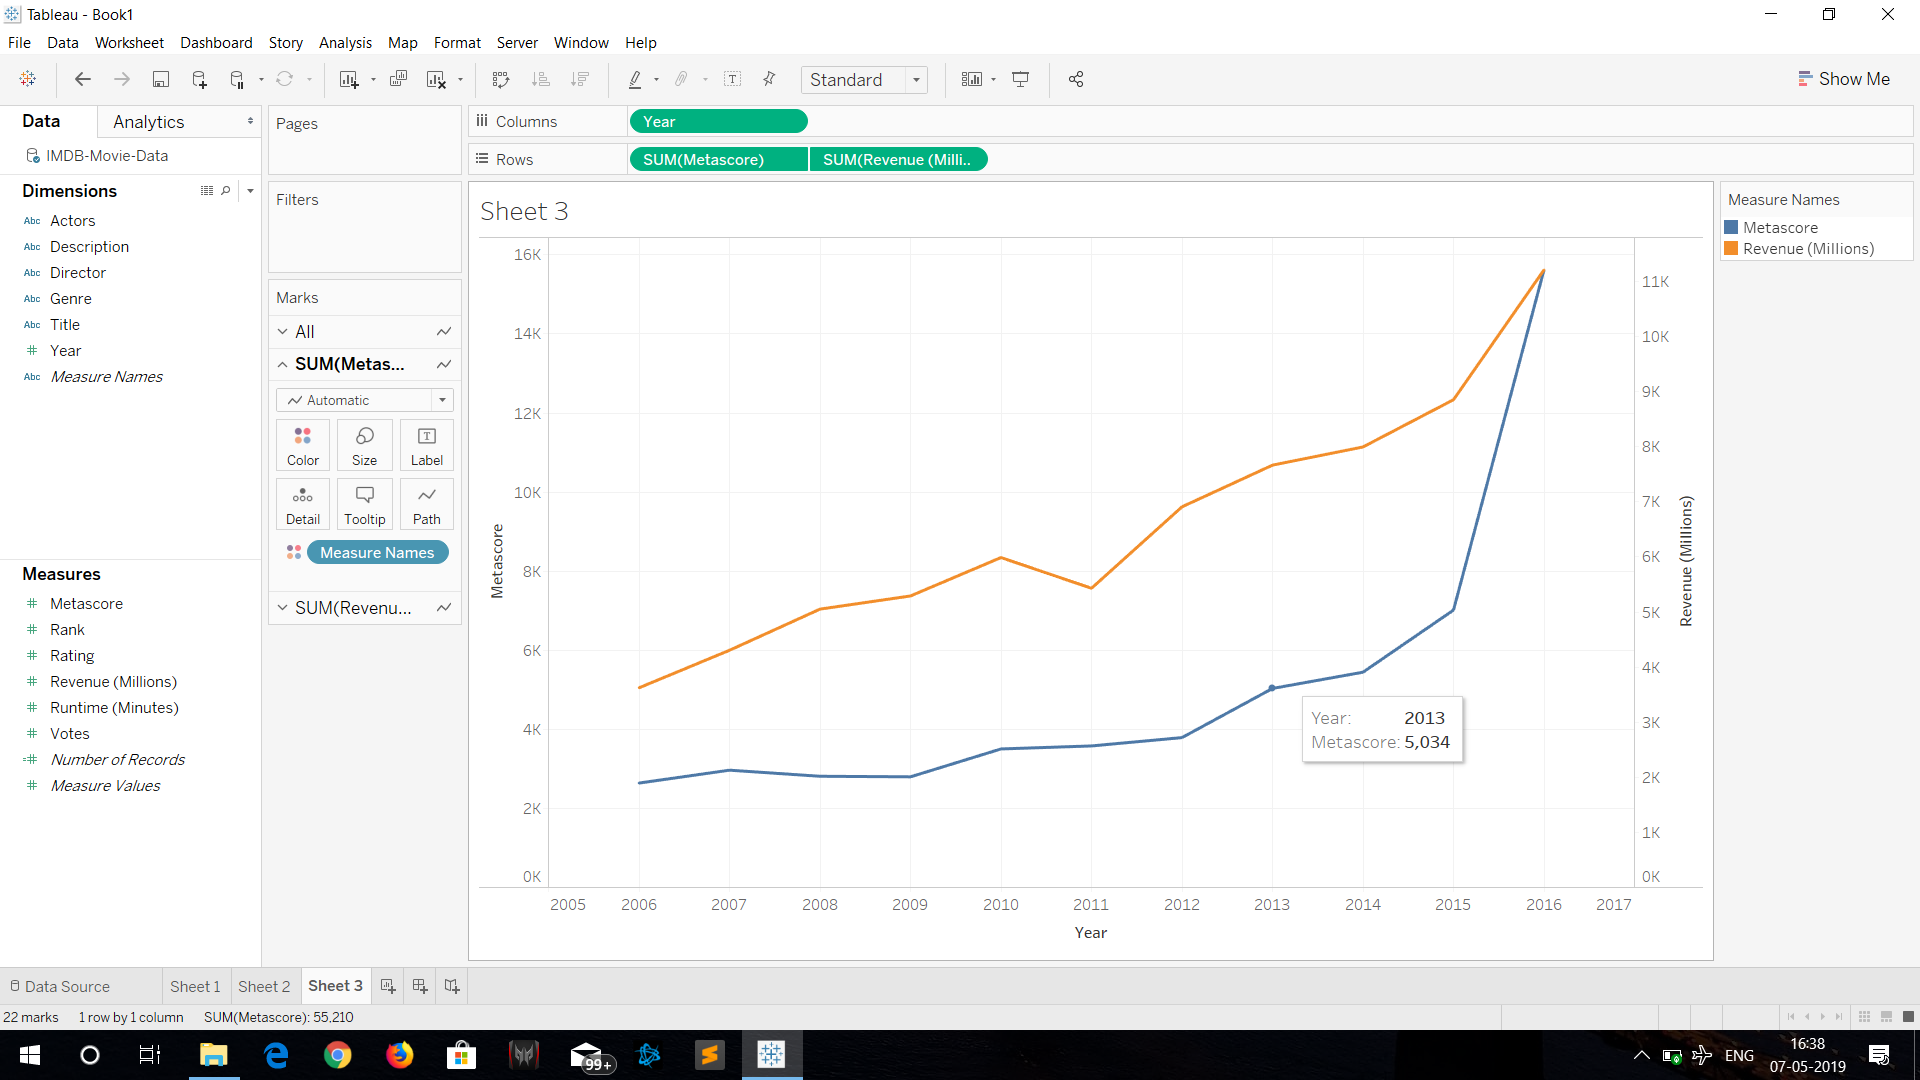 Tableau - Book1
File Data Worksheet Dashboard Story Analysis Map Format Server Window Help
Standard
Show Me
Data
Analytics
IMDB-Movie-Data
Dimensions
Abc Actors
Abc Description
Abc Director
Abc Genre
Abc Title
# Year
Abc Measure Names
Measures
# Metascore
# Rank
# Rating
# Revenue (Millions)
# Runtime (Minutes)
# Votes
=# Number of Records
# Measure Values
Pages
Filters
Marks
All
SUM(Metas...
Automatic
Color Size Label
Detail Tooltip Path
Measure Names
SUM(Revenu...
Columns
Year
Rows
SUM(Metascore) SUM(Revenue (Milli..
Sheet 3
16K
14K
12K
10K
8K
6K
4K
2K
0K
Metascore
11K
10K
9K
8K
7K
6K
5K
4K
3K
2K
1K
0K
Revenue (Millions)
Year: 2013
Metascore: 5,034
2005 2006 2007 2008 2009 2010 2011 2012 2013 2014 2015 2016 2017
Year
Measure Names
Metascore
Revenue (Millions)
Data Source Sheet 1 Sheet 2 Sheet 3
22 marks 1 row by 1 column SUM(Metascore): 55,210
99+
ENG
16:38
07-05-2019